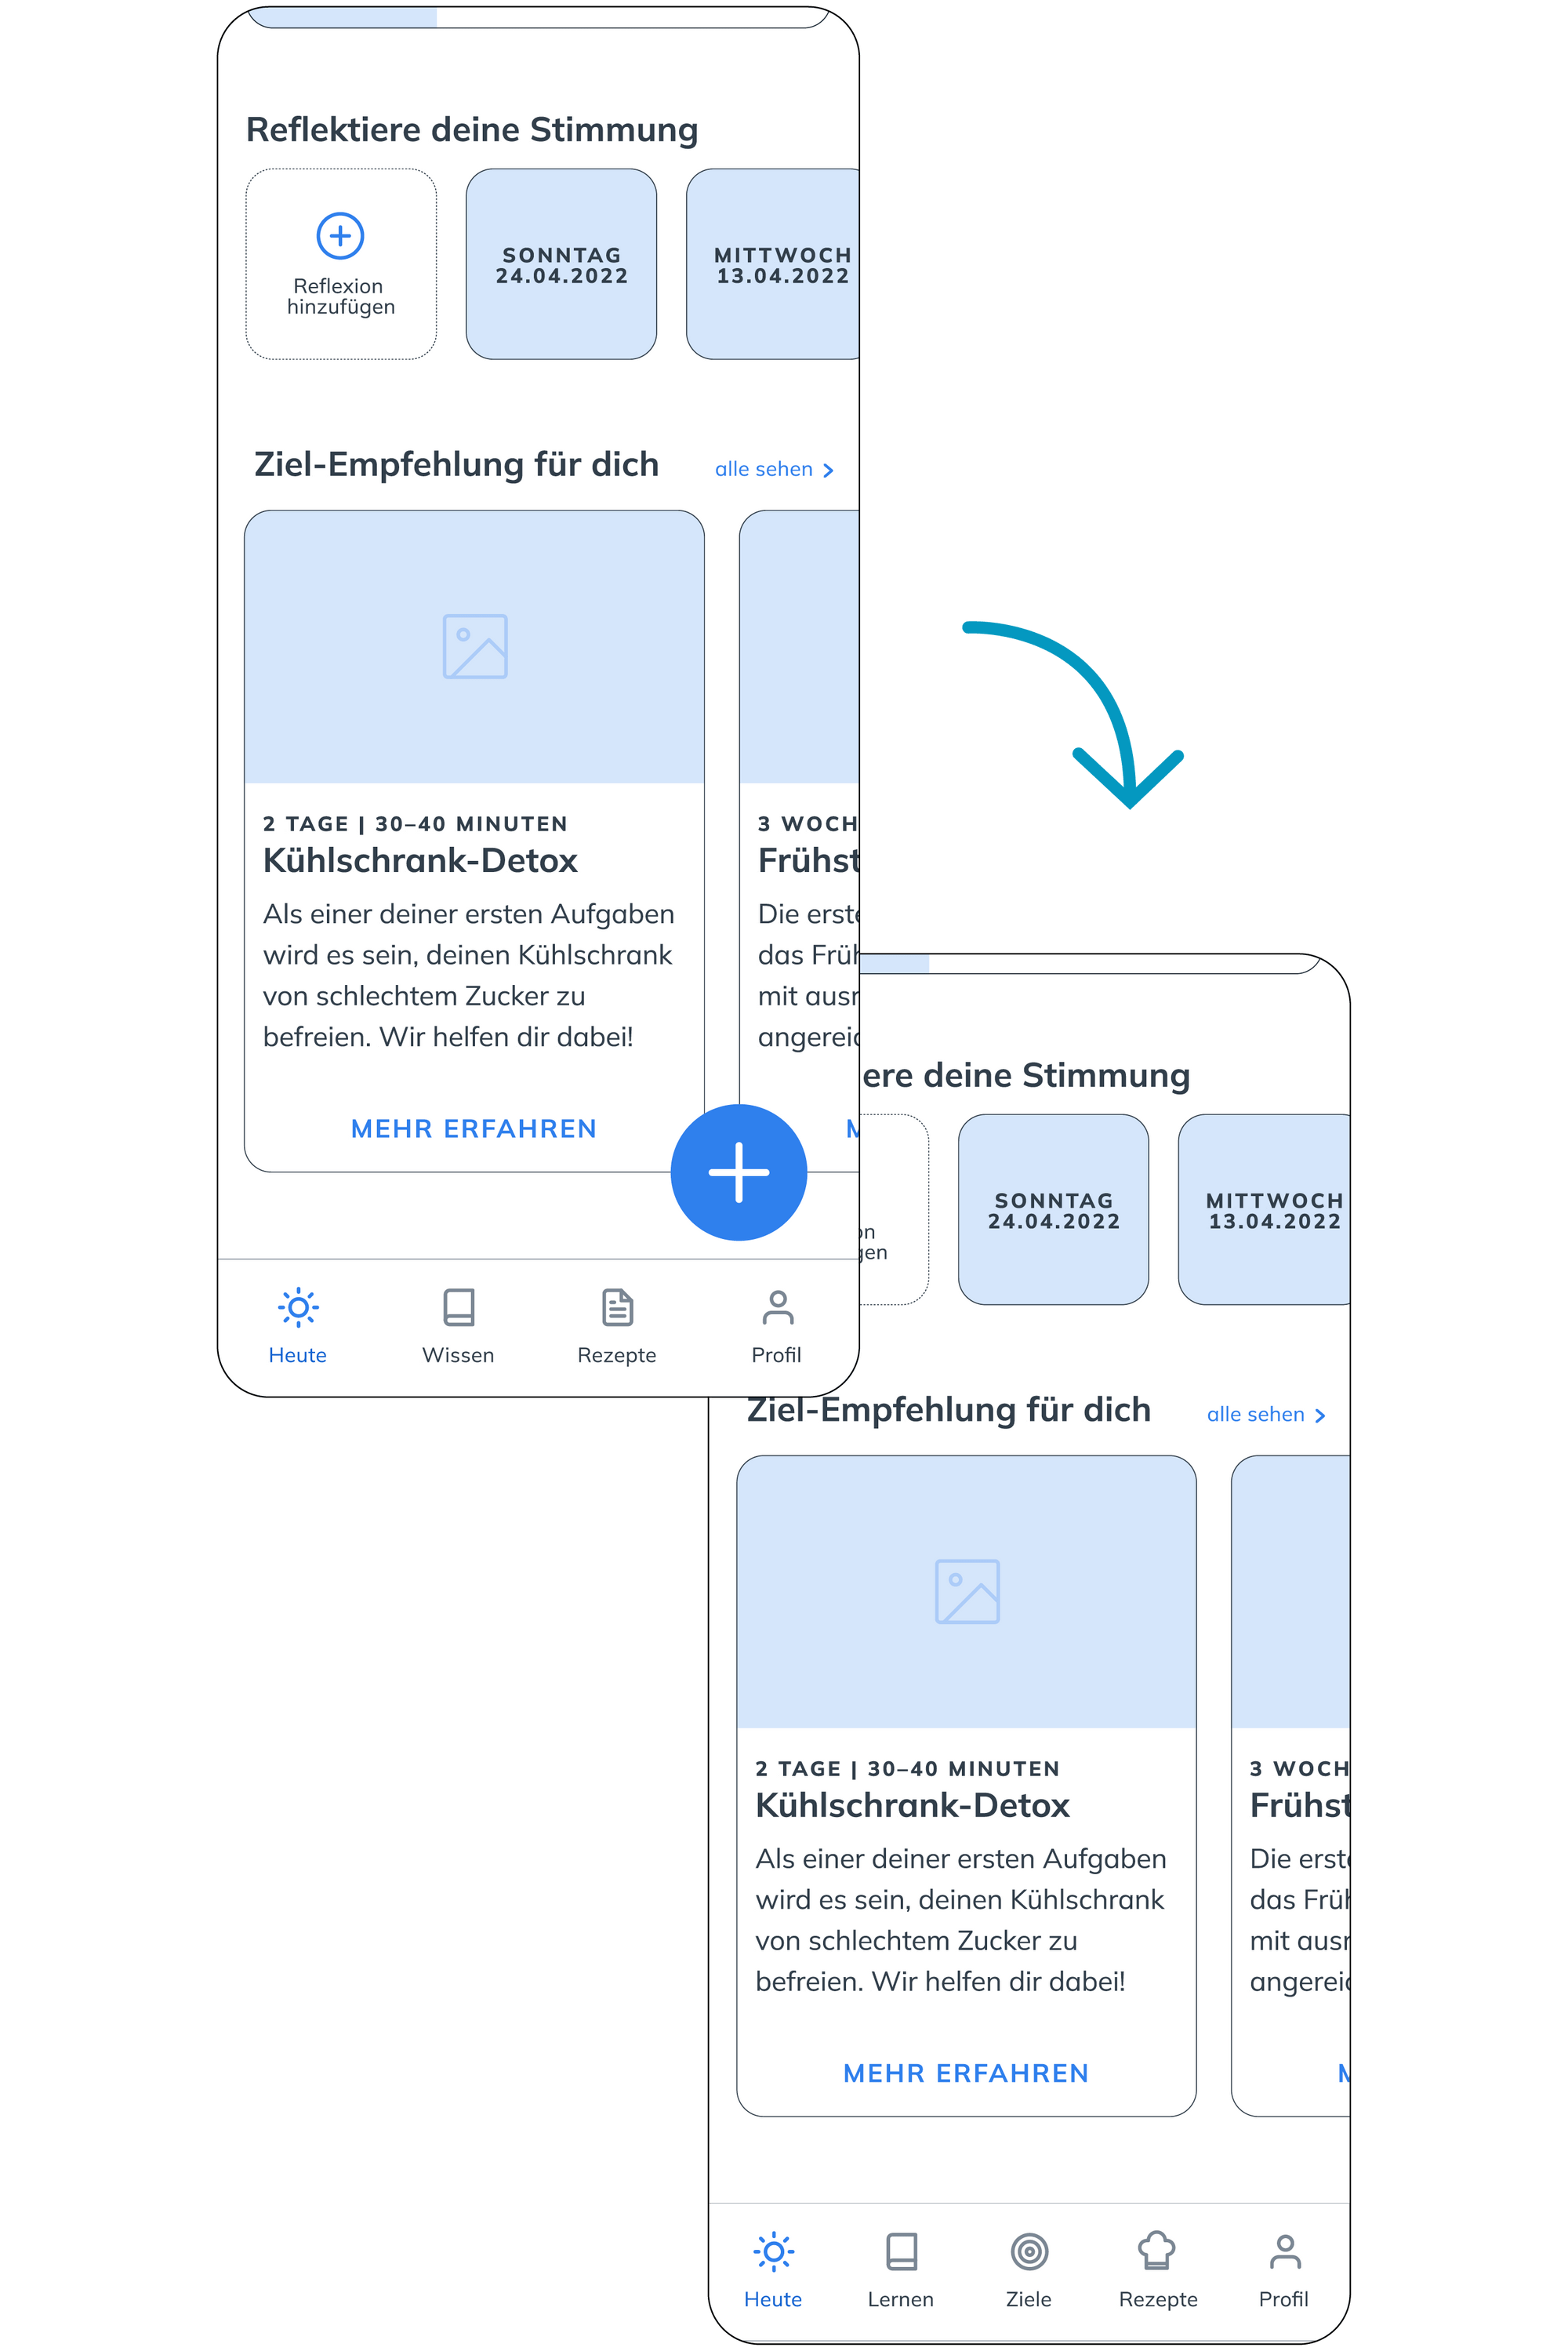 Reflektiere deine Stimmung
Reflexion
hinzufügen
SONNTAG
24.04.2022
MITTWOCH
13.04.2022
Ziel-Empfehlung für dich
alle sehen
2 TAGE | 30–40 MINUTEN
Kühlschrank-Detox
Als einer deiner ersten Aufgaben
wird es sein, deinen Kühlschrank
von schlechtem Zucker zu
befreien. Wir helfen dir dabei!
MEHR ERFAHREN
3 WOCH
Frühst
Die erste
das Früh
mit ausr
angereic
M
Heute
Wissen
Rezepte
Profil
ere deine Stimmung
on
gen
SONNTAG
24.04.2022
MITTWOCH
13.04.2022
Ziel-Empfehlung für dich
alle sehen
2 TAGE | 30–40 MINUTEN
Kühlschrank-Detox
Als einer deiner ersten Aufgaben
wird es sein, deinen Kühlschrank
von schlechtem Zucker zu
befreien. Wir helfen dir dabei!
MEHR ERFAHREN
3 WOCH
Frühst
Die erste
das Früh
mit ausr
angereic
M
Heute
Lernen
Ziele
Rezepte
Profil